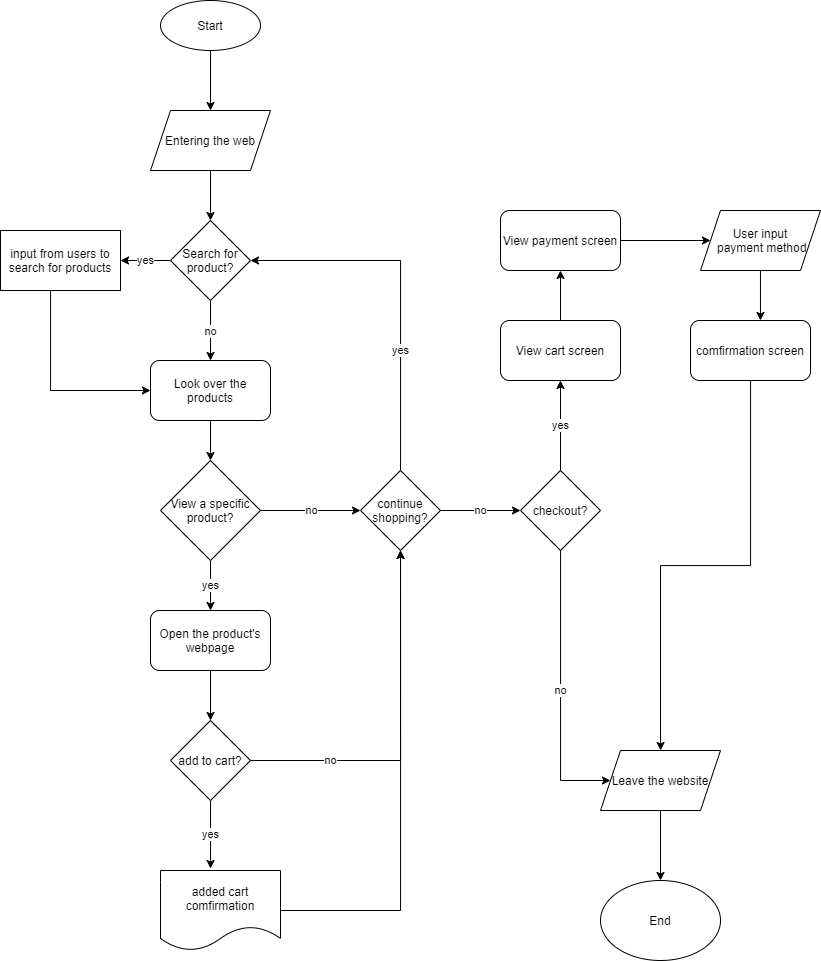 Start
Entering the web
Search for
product?
yes
input from users to
search for products
no
Look over the
products
View a specific
product?
no
yes
Open the product's
webpage
add to cart?
no
yes
added cart
comfirmation
continue
shopping?
yes
no
checkout?
yes
no
View cart screen
View payment screen
User input
payment method
comfirmation screen
Leave the website
End